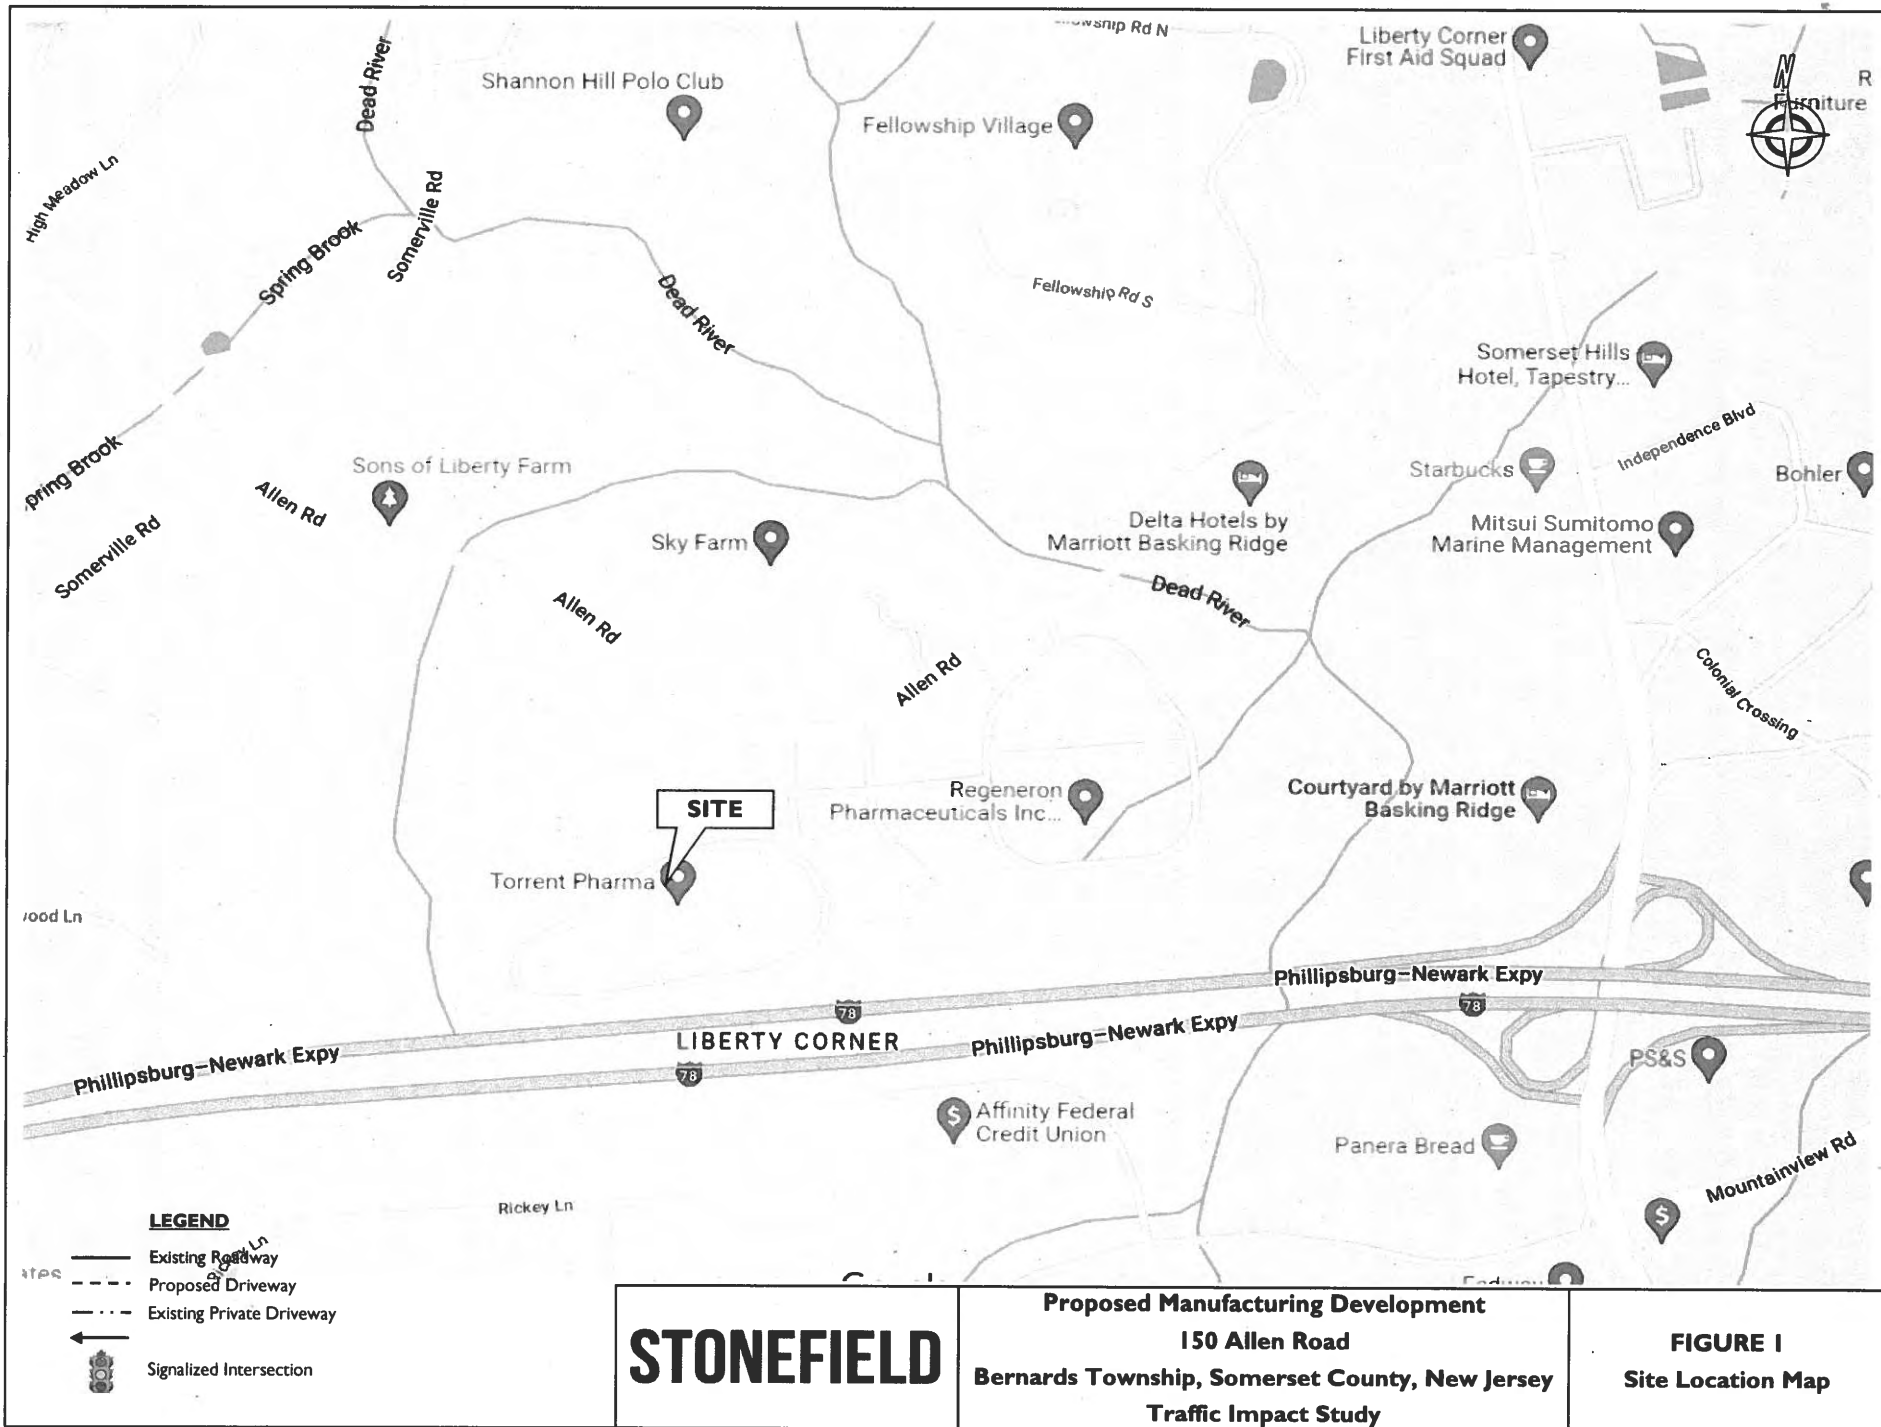 Fellowship Rd N
Liberty Corner
First Aid Squad
Dead River
Shannon Hill Polo Club
N
R
Furniture
Fellowship Village
High Meadow Ln
Somerville Rd
Spring Brook
Dead River
Fellowship Rd S
Somerset Hills
Hotel, Tapestry...
Independence Blvd
pring Brook
Sons of Liberty Farm
Starbucks
Bohler
Allen Rd
Somerville Rd
Sky Farm
Delta Hotels by
Marriott Basking Ridge
Mitsui Sumitomo
Marine Management
Dead River
Allen Rd
Allen Rd
Colonial Crossing
SITE
Regeneron
Pharmaceuticals Inc...
Courtyard by Marriott
Basking Ridge
Torrent Pharma
ood Ln
Phillipsburg-Newark Expy
78
78
LIBERTY CORNER
Phillipsburg-Newark Expy
Phillipsburg-Newark Expy
78
PS&S
Affinity Federal
Credit Union
Panera Bread
Mountainview Rd
Rickey Ln
Rickey Ln
ates
LEGEND
Existing Roadway
Proposed Driveway
Existing Private Driveway
Signalized Intersection
STONEFIELD
Proposed Manufacturing Development
150 Allen Road
Bernards Township, Somerset County, New Jersey
Traffic Impact Study
FIGURE 1
Site Location Map